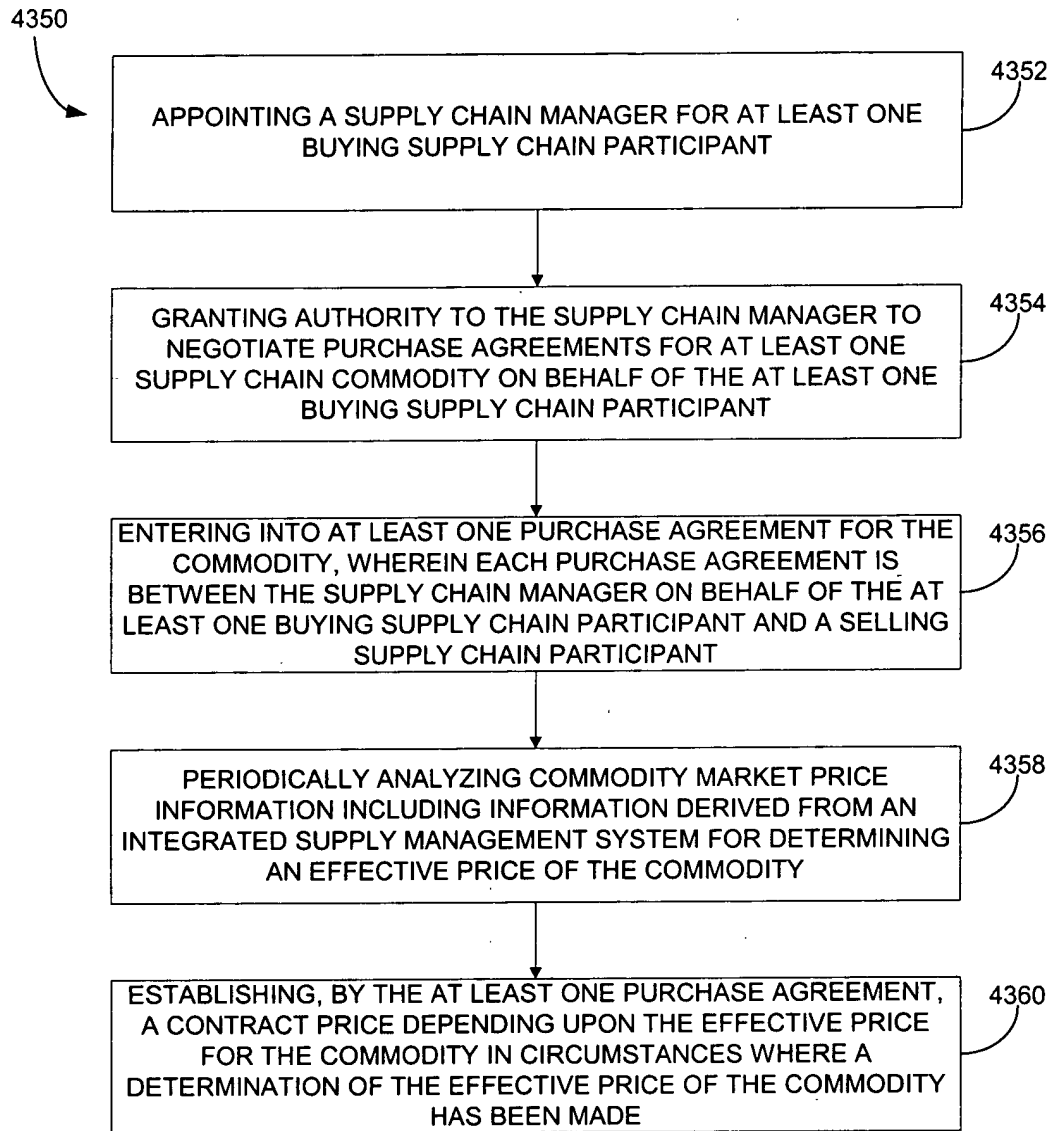 4350
4352
APPOINTING A SUPPLY CHAIN MANAGER FOR AT LEAST ONE
BUYING SUPPLY CHAIN PARTICIPANT
4354
GRANTING AUTHORITY TO THE SUPPLY CHAIN MANAGER TO
NEGOTIATE PURCHASE AGREEMENTS FOR AT LEAST ONE
SUPPLY CHAIN COMMODITY ON BEHALF OF THE AT LEAST ONE
BUYING SUPPLY CHAIN PARTICIPANT
4356
ENTERING INTO AT LEAST ONE PURCHASE AGREEMENT FOR THE
COMMODITY, WHEREIN EACH PURCHASE AGREEMENT IS
BETWEEN THE SUPPLY CHAIN MANAGER ON BEHALF OF THE AT
LEAST ONE BUYING SUPPLY CHAIN PARTICIPANT AND A SELLING
SUPPLY CHAIN PARTICIPANT
4358
PERIODICALLY ANALYZING COMMODITY MARKET PRICE
INFORMATION INCLUDING INFORMATION DERIVED FROM AN
INTEGRATED SUPPLY MANAGEMENT SYSTEM FOR DETERMINING
AN EFFECTIVE PRICE OF THE COMMODITY
4360
ESTABLISHING, BY THE AT LEAST ONE PURCHASE AGREEMENT,
A CONTRACT PRICE DEPENDING UPON THE EFFECTIVE PRICE
FOR THE COMMODITY IN CIRCUMSTANCES WHERE A
DETERMINATION OF THE EFFECTIVE PRICE OF THE COMMODITY
HAS BEEN MADE